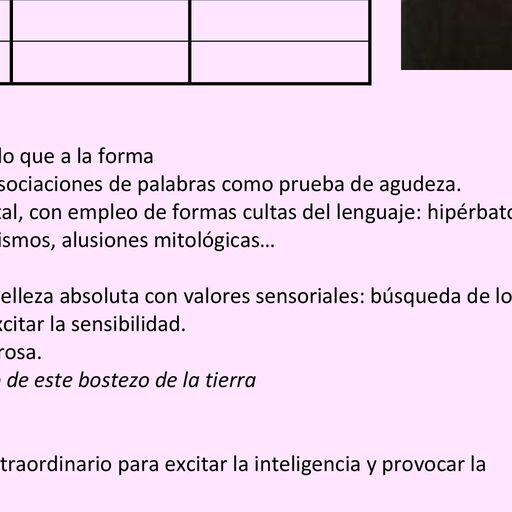 lo que a la forma
sociaciones de palabras como prueba de agudeza.
tal, con empleo de formas cultas del lenguaje: hipérbato
ismos, alusiones mitológicas…
elleza absoluta con valores sensoriales: búsqueda de lo
xcitar la sensibilidad.
rosa.
de este bostezo de la tierra
traordinario para excitar la inteligencia y provocar la